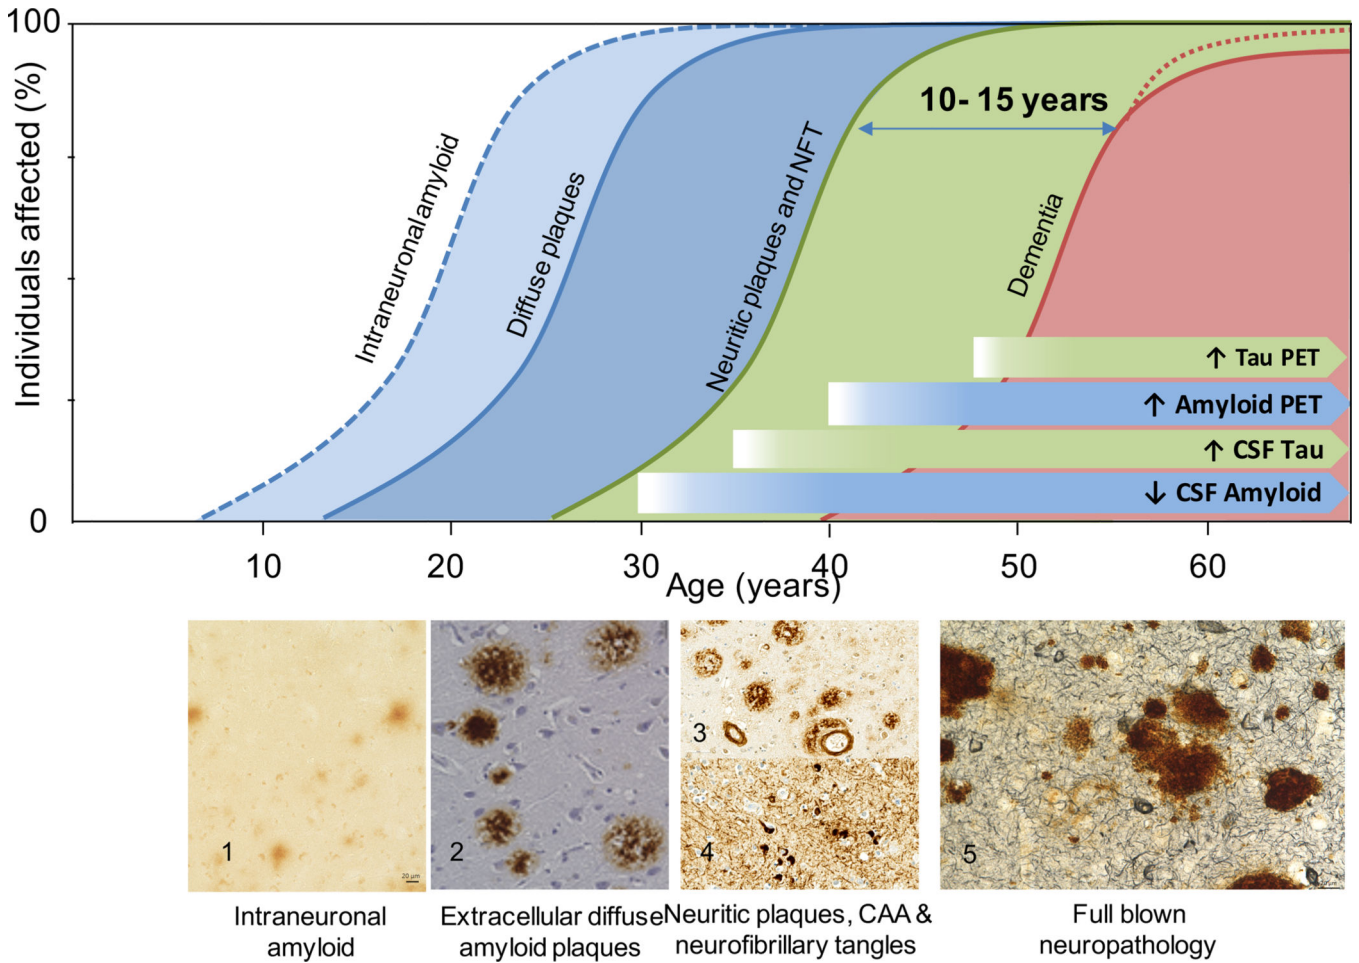 100
Individuals affected (%)
0
Intraneuronal amyloid
Diffuse plaques
Neuritic plaques and NFT
10- 15 years
Dementia
↑ Tau PET
↑ Amyloid PET
↑ CSF Tau
↓ CSF Amyloid
10 20 30 40 50 60
Age (years)
1
20 µm
2
3
4
5
Intraneuronal
amyloid
Extracellular diffuse
amyloid plaques
Neuritic plaques, CAA &
neurofibrillary tangles
Full blown
neuropathology